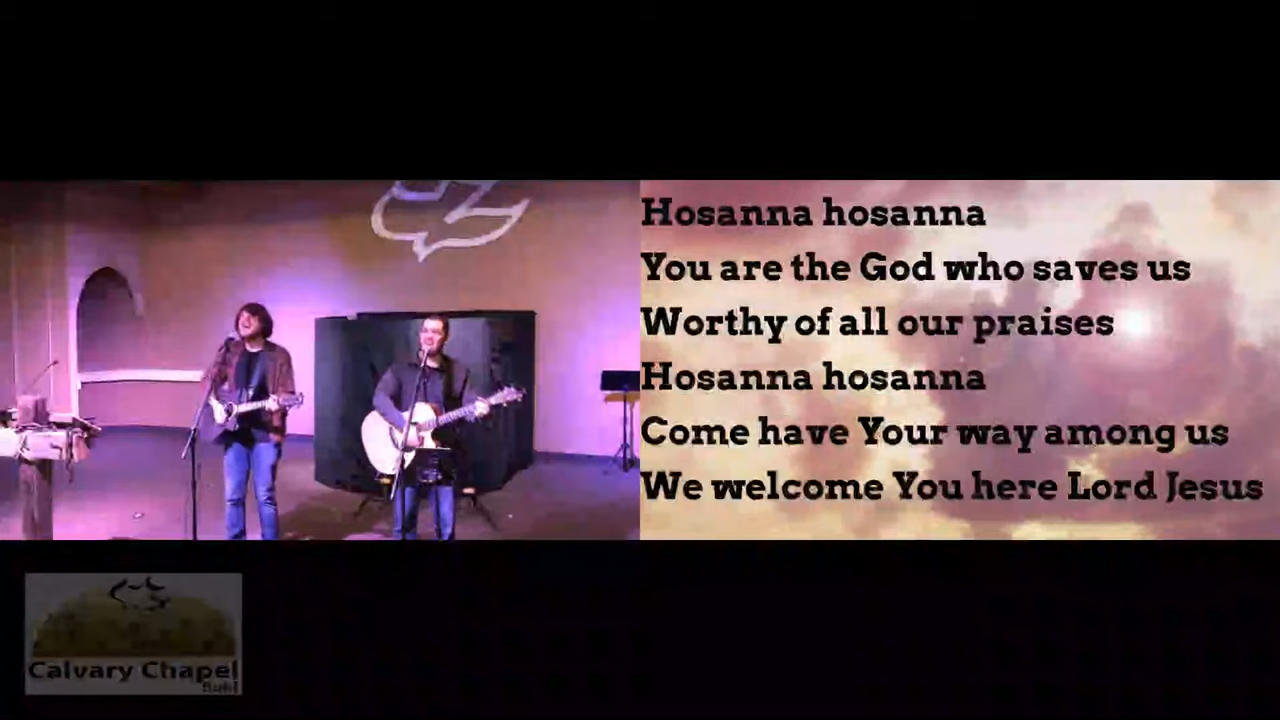 Hosanna hosanna
You are the God who saves us
Worthy of all our praises
Hosanna hosanna
Come have Your way among us
We welcome You here Lord Jesus
Calvary Chapel
Buhl